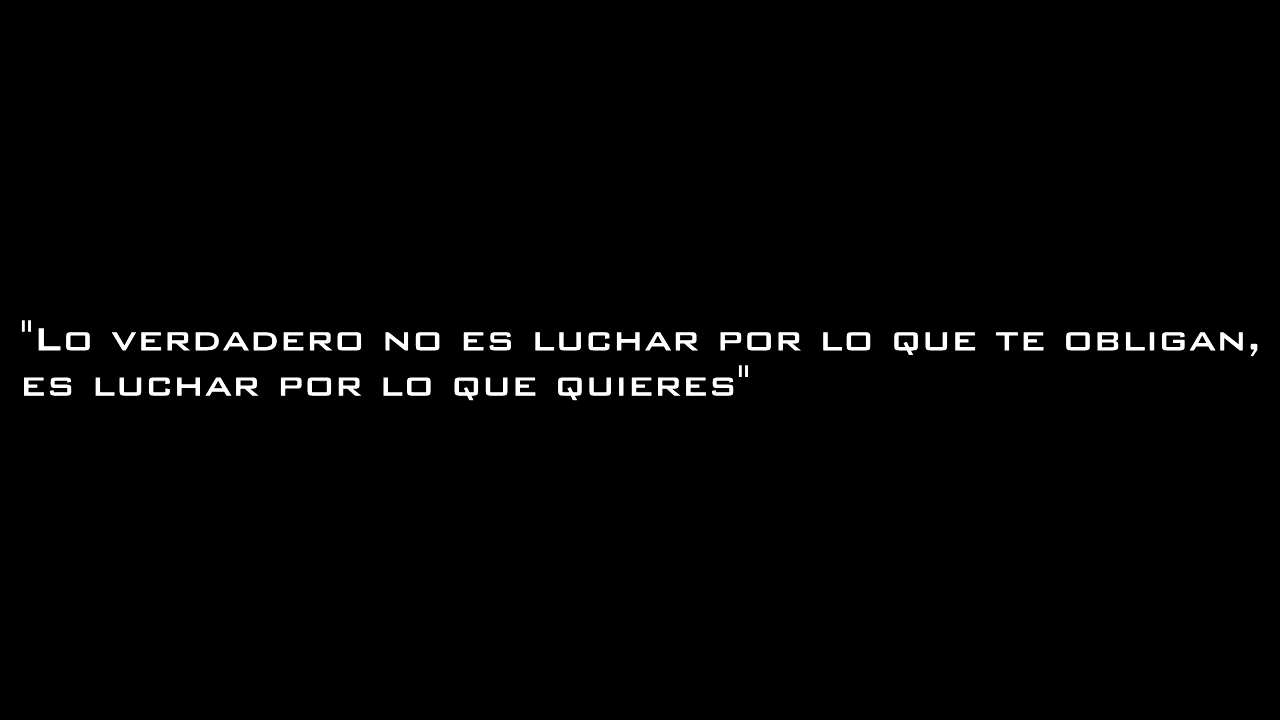 "Lo verdadero no es luchar por lo que te obligan,
es luchar por lo que quieres"